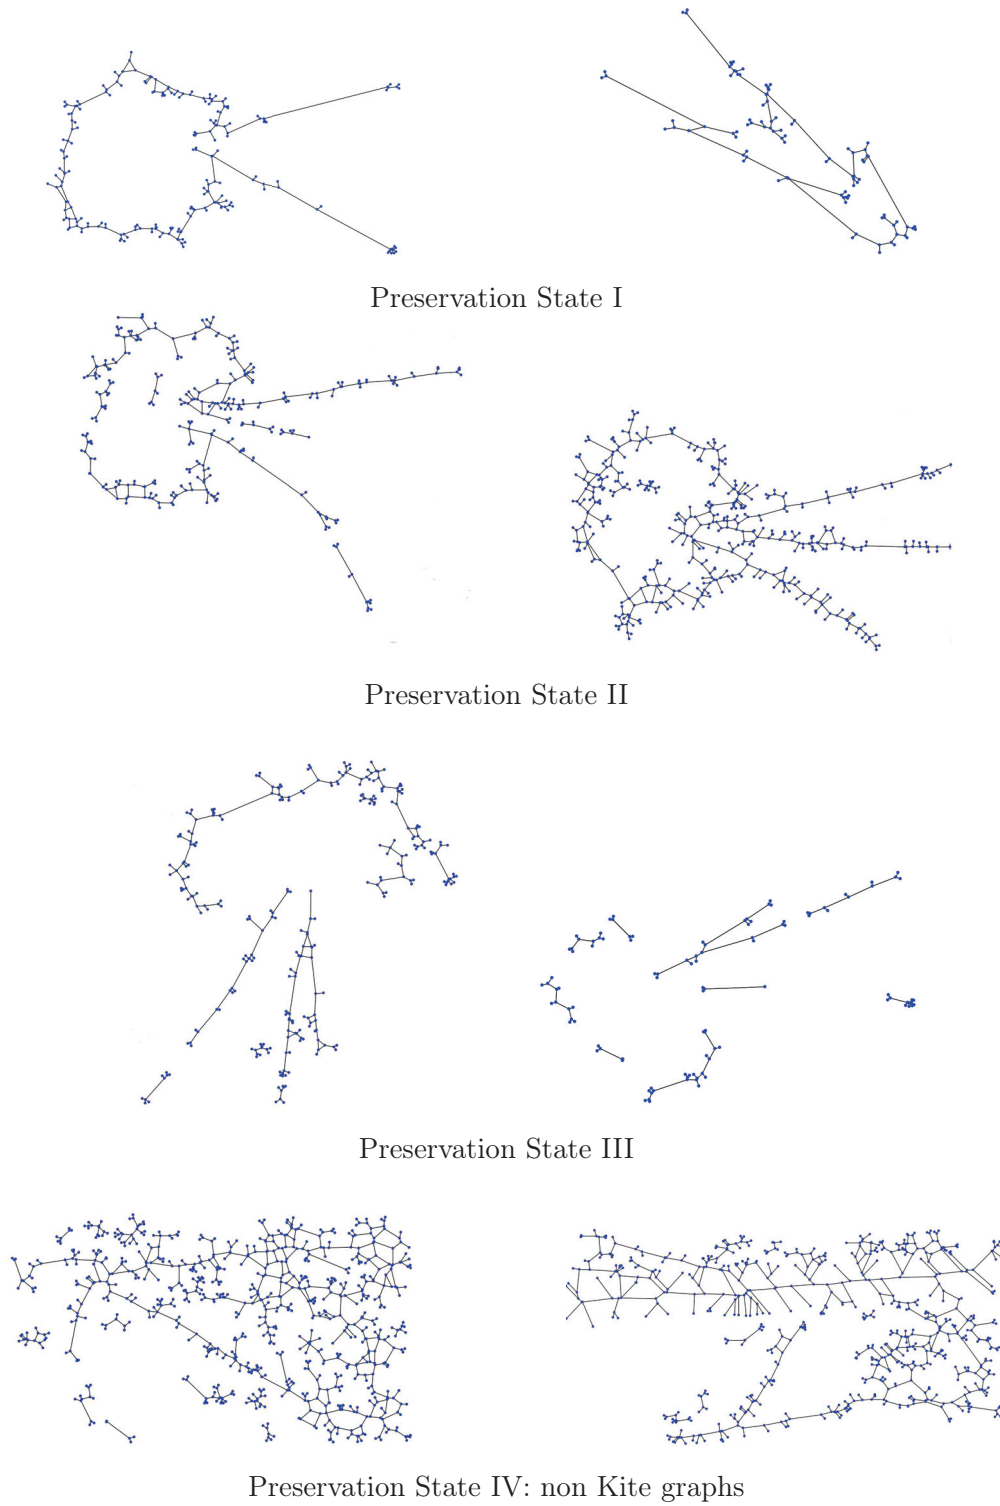 Preservation State I
Preservation State II
Preservation State III
Preservation State IV: non Kite graphs